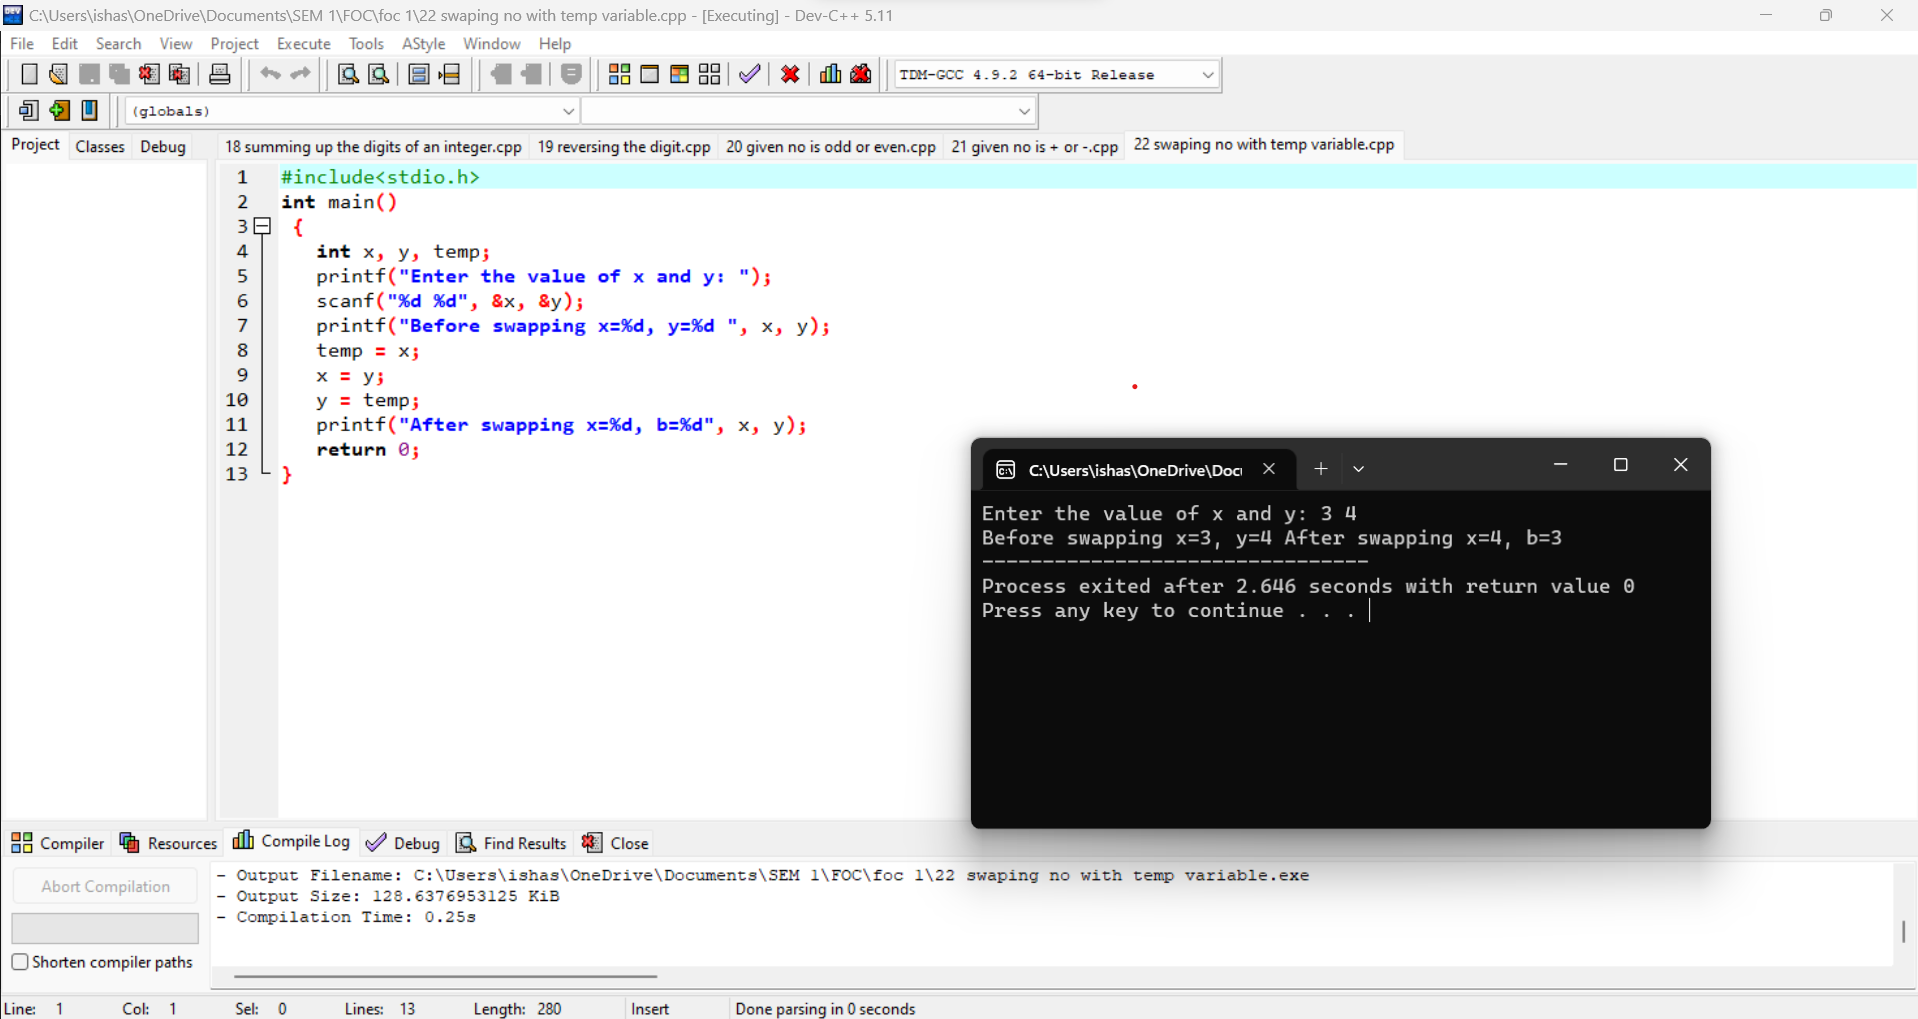 C:\Users\ishas\OneDrive\Documents\SEM 1\FOC\foc 1\22 swaping no with temp variable.cpp - [Executing] - Dev-C++ 5.11
File Edit Search View Project Execute Tools AStyle Window Help
TDM-GCC 4.9.2 64-bit Release
(globals)
Project Classes Debug
18 summing up the digits of an integer.cpp 19 reversing the digit.cpp 20 given no is odd or even.cpp 21 given no is + or -.cpp 22 swaping no with temp variable.cpp
1 #include<stdio.h>
2 int main()
3 {
4 int x, y, temp;
5 printf("Enter the value of x and y: ");
6 scanf("%d %d", &x, &y);
7 printf("Before swapping x=%d, y=%d ", x, y);
8 temp = x;
9 x = y;
10 y = temp;
11 printf("After swapping x=%d, b=%d", x, y);
12 return 0;
13 }
C:\Users\ishas\OneDrive\Doc
Enter the value of x and y: 3 4
Before swapping x=3, y=4 After swapping x=4, b=3
--------------------------------
Process exited after 2.646 seconds with return value 0
Press any key to continue . . .
Compiler Resources Compile Log Debug Find Results Close
Abort Compilation
Shorten compiler paths
- Output Filename: C:\Users\ishas\OneDrive\Documents\SEM 1\FOC\foc 1\22 swaping no with temp variable.exe
- Output Size: 128.6376953125 KiB
- Compilation Time: 0.25s
Line: 1 Col: 1 Sel: 0 Lines: 13 Length: 280 Insert Done parsing in 0 seconds